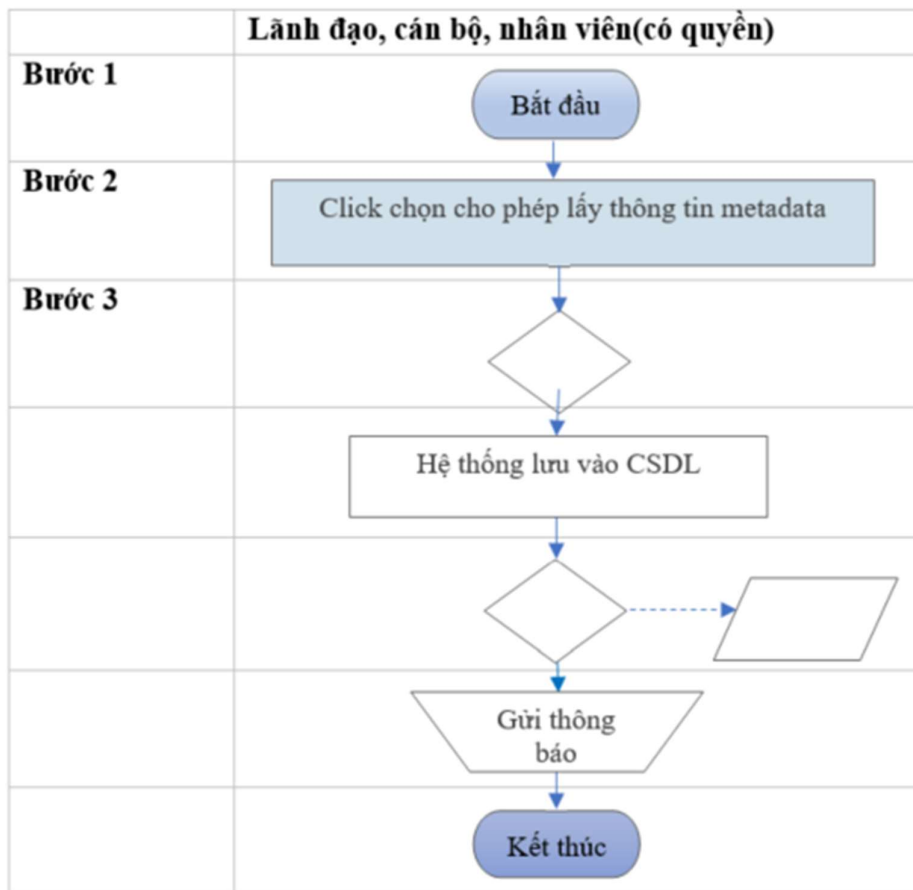 Lãnh đạo, cán bộ, nhân viên(có quyền)
Bước 1
Bắt đầu
Bước 2
Click chọn cho phép lấy thông tin metadata
Bước 3
Hệ thống lưu vào CSDL
Gửi thông
báo
Kết thúc